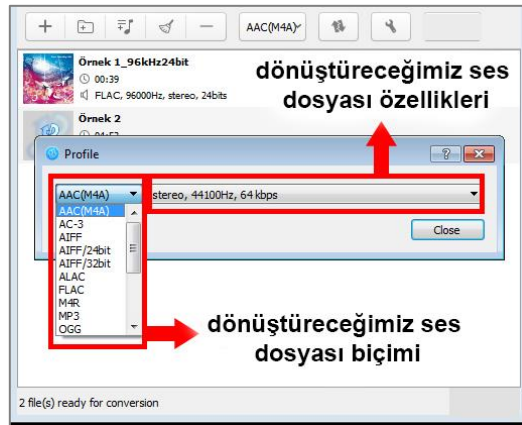 AAC(M4A)
Örnek 1_96kHz24bit
00:39
FLAC, 96000Hz, stereo, 24bits
dönüştüreceğimiz ses
dosyası özellikleri
Örnek 2
Profile
AAC(M4A)
stereo, 44100Hz, 64 kbps
AAC(M4A)
AC-3
AIFF
AIFF/24bit
AIFF/32bit
ALAC
FLAC
M4R
MP3
OGG
Close
dönüştüreceğimiz ses
dosyası biçimi
2 file(s) ready for conversion